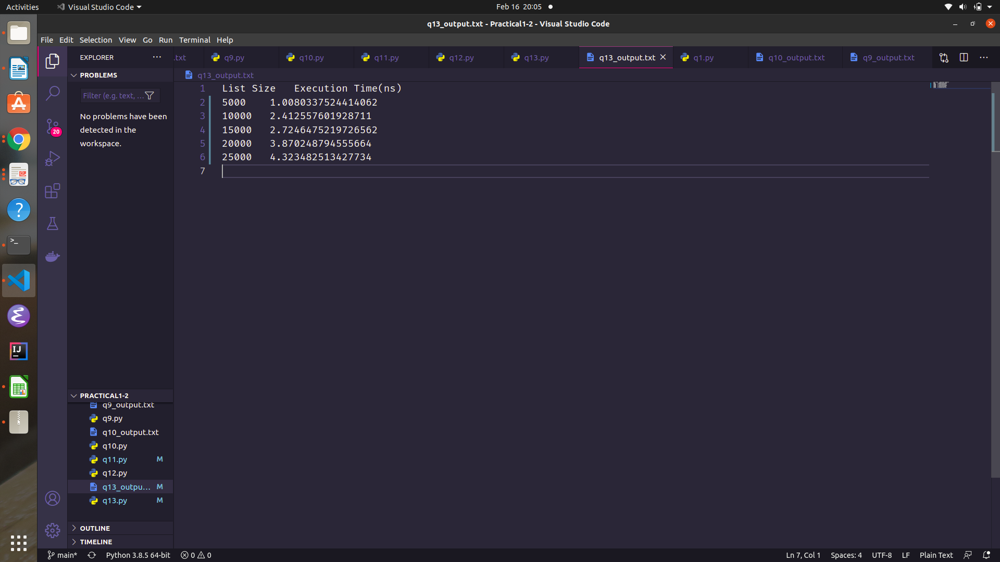 Activities
Visual Studio Code
Feb 16 20:05
q13_output.txt - Practical1-2 - Visual Studio Code
File Edit Selection View Go Run Terminal Help
EXPLORER
.txt
q9.py
q10.py
q11.py
q12.py
q13.py
q13_output.txt
q1.py
q10_output.txt
q9_output.txt
PROBLEMS
q13_output.txt
Filter (e.g. text, ...
No problems have been
detected in the
workspace.
20
1 List Size Execution Time(ns)
2 5000 1.0080337524414062
3 10000 2.412557601928711
4 15000 2.7246475219726562
5 20000 3.870248794555664
6 25000 4.323482513427734
7
PRACTICAL1-2
q9_output.txt
q9.py
q10_output.txt
q10.py
q11.py M
q12.py
q13_outpu... M
q13.py M
OUTLINE
TIMELINE
main*
Python 3.8.5 64-bit
0
0
Ln 7, Col 1
Spaces: 4
UTF-8
LF
Plain Text